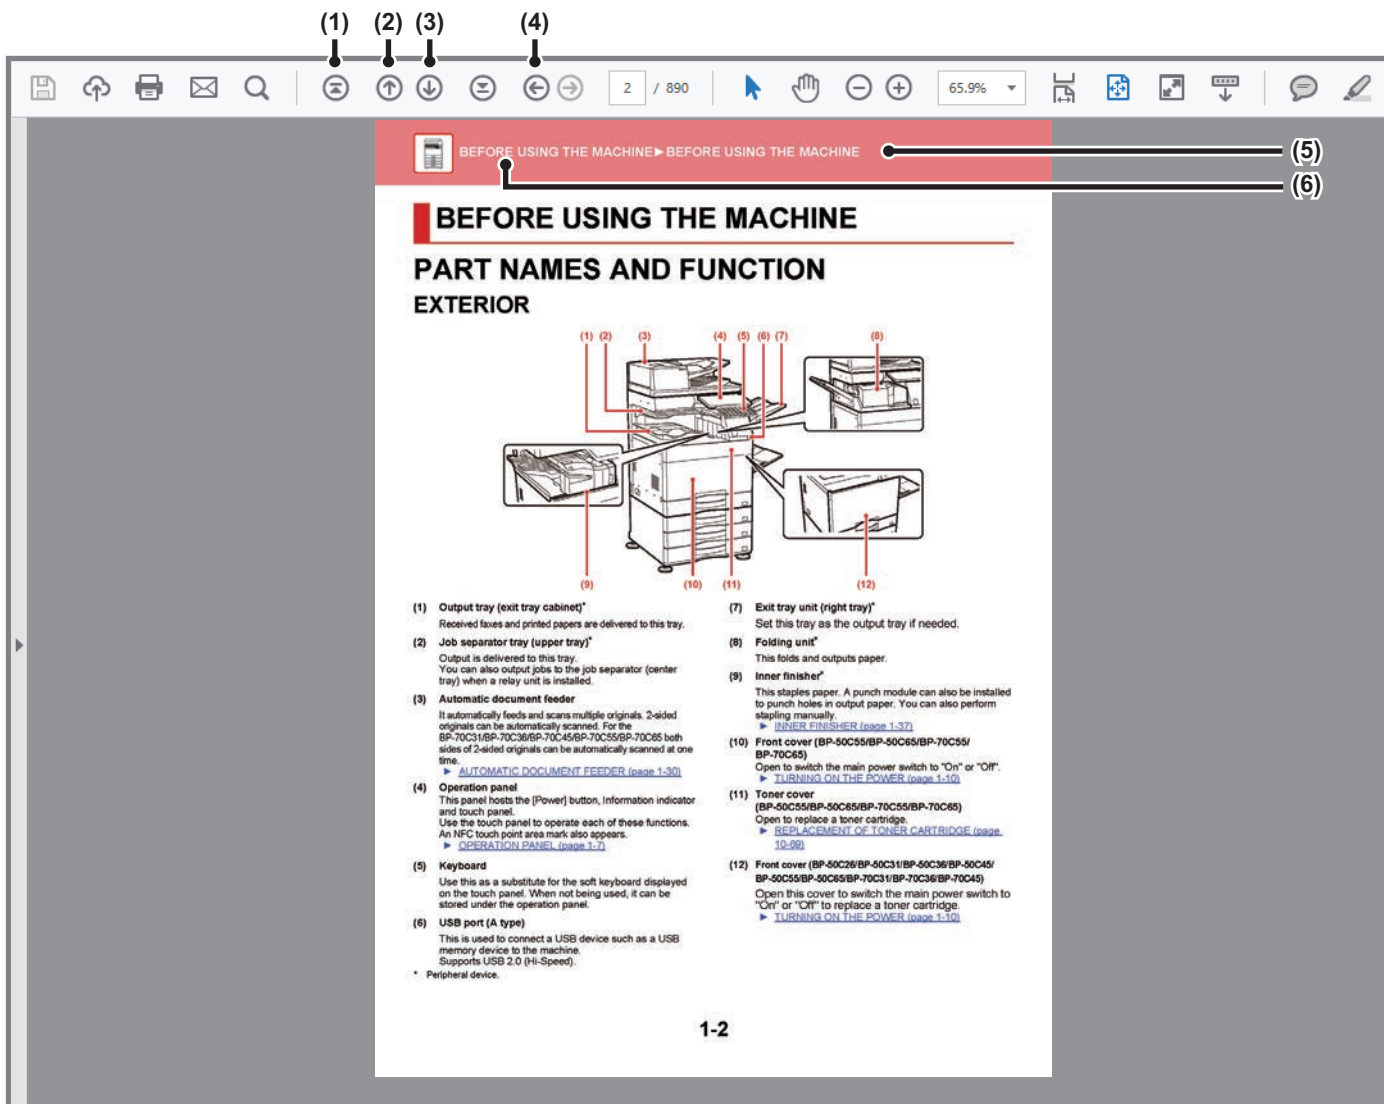 (1) (2) (3) (4)
2 / 890 65.9%
BEFORE USING THE MACHINE►BEFORE USING THE MACHINE
(5)
(6)
BEFORE USING THE MACHINE
PART NAMES AND FUNCTION
EXTERIOR
(1) (2) (3) (4) (5) (6) (7) (8)
(9) (10) (11) (12)
(1) Output tray (exit tray cabinet)*
Received faxes and printed papers are delivered to this tray.
(2) Job separator tray (upper tray)*
Output is delivered to this tray.
You can also output jobs to the job separator (center
tray) when a relay unit is installed.
(3) Automatic document feeder
It automatically feeds and scans multiple originals. 2-sided
originals can be automatically scanned. For the
BP-70C31/BP-70C36/BP-70C45/BP-70C55/BP-70C65 both
sides of 2-sided originals can be automatically scanned at one
time.
► AUTOMATIC DOCUMENT FEEDER (page 1-30)
(4) Operation panel
This panel hosts the [Power] button, Information indicator
and touch panel.
Use the touch panel to operate each of these functions.
An NFC touch point area mark also appears.
► OPERATION PANEL (page 1-7)
(5) Keyboard
Use this as a substitute for the soft keyboard displayed
on the touch panel. When not being used, it can be
stored under the operation panel.
(6) USB port (A type)
This is used to connect a USB device such as a USB
memory device to the machine.
Supports USB 2.0 (Hi-Speed).
* Peripheral device.
(7) Exit tray unit (right tray)*
Set this tray as the output tray if needed.
(8) Folding unit*
This folds and outputs paper.
(9) Inner finisher*
This staples paper. A punch module can also be installed
to punch holes in output paper. You can also perform
stapling manually.
► INNER FINISHER (page 1-37)
(10) Front cover (BP-50C55/BP-50C65/BP-70C55/
BP-70C65)
Open to switch the main power switch to "On" or "Off".
► TURNING ON THE POWER (page 1-10)
(11) Toner cover
(BP-50C55/BP-50C65/BP-70C55/BP-70C65)
Open to replace a toner cartridge.
► REPLACEMENT OF TONER CARTRIDGE (page
10-69)
(12) Front cover (BP-50C26/BP-50C31/BP-50C36/BP-50C45/
BP-50C55/BP-50C65/BP-70C31/BP-70C36/BP-70C45)
Open this cover to switch the main power switch to
"On" or "Off" to replace a toner cartridge.
► TURNING ON THE POWER (page 1-10)
1-2